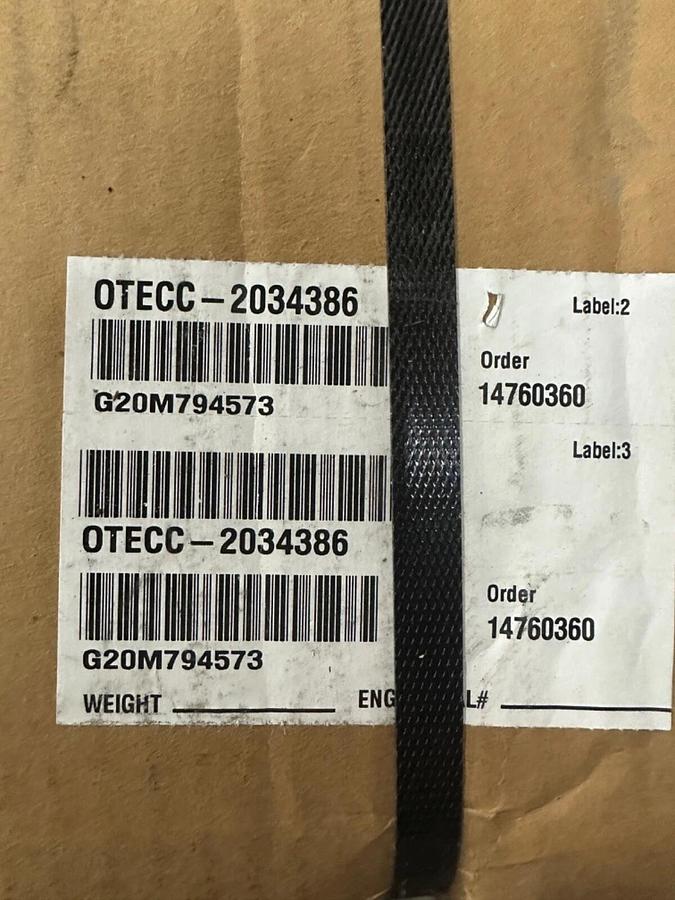 OTECC-2034386
Label:2
Order
14760360
G20M794573
Label:3
OTECC-2034386
Order
14760360
G20M794573
WEIGHT